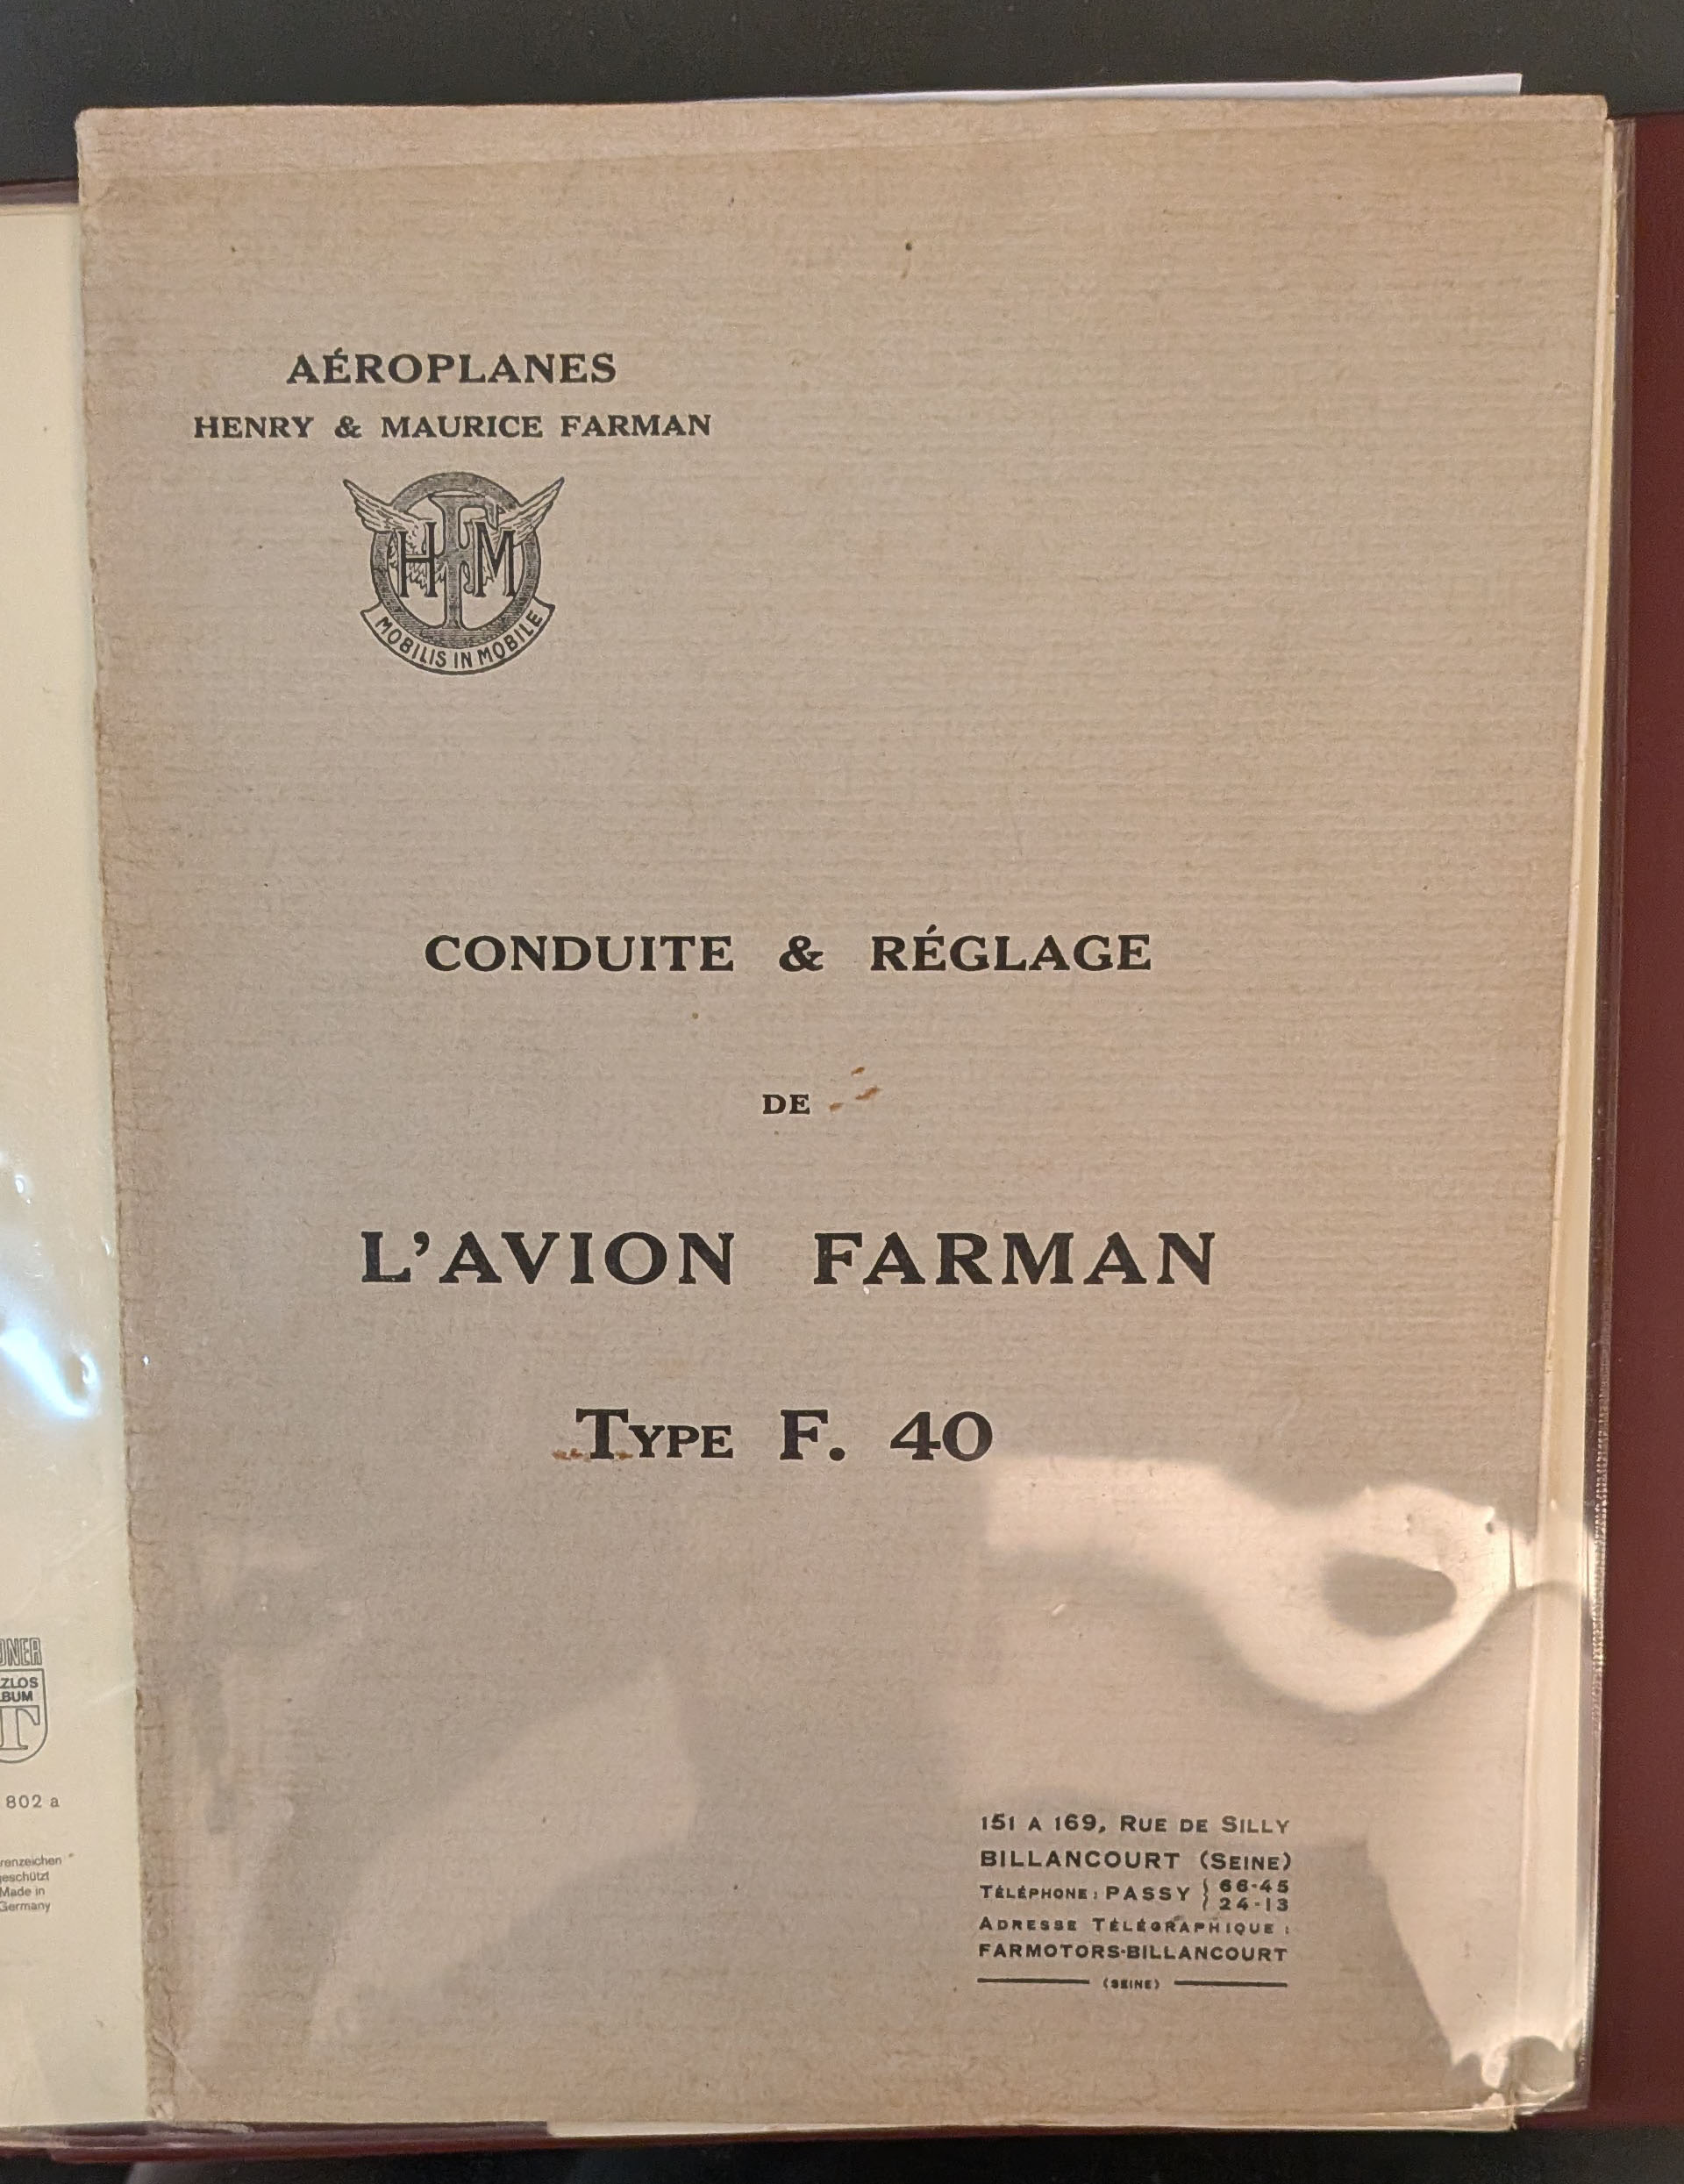 AÉROPLANES
HENRY & MAURICE FARMAN
HFM
MOBILIS IN MOBILE
CONDUITE & RÉGLAGE
DE
L'AVION FARMAN
TYPE F. 40
151 A 169, RUE DE SILLY
BILLANCOURT (SEINE)
TÉLÉPHONE : PASSY } 66-45
24-13
ADRESSE TÉLÉGRAPHIQUE :
FARMOTORS-BILLANCOURT
(SEINE)
802 a
Made in
Germany